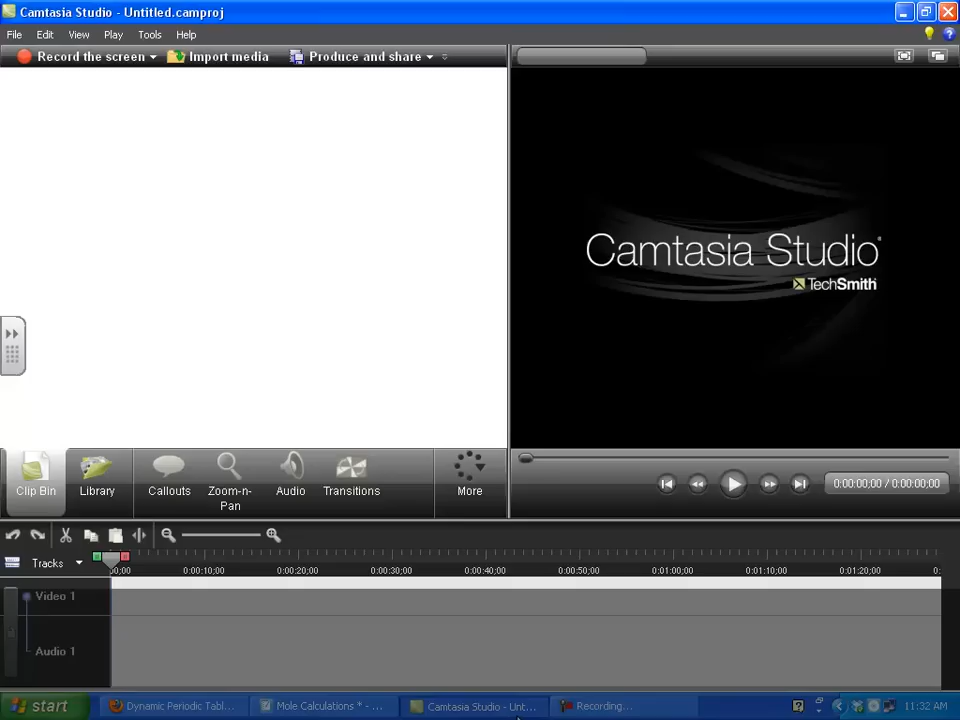 Camtasia Studio - Untitled.camproj
File Edit View Play Tools Help
Record the screen Import media Produce and share
Camtasia Studio
TechSmith
Clip Bin Library Callouts Zoom-n-Pan Audio Transitions More
0:00:00;00 / 0:00:00;00
Tracks
00;00 0:00:10;00 0:00:20;00 0:00:30;00 0:00:40;00 0:00:50;00 0:01:00;00 0:01:10;00 0:01:20;00 0:
Video 1
Audio 1
start Dynamic Periodic Tabl... Mole Calculations * - ... Camtasia Studio - Unt... Recording... 11:32 AM